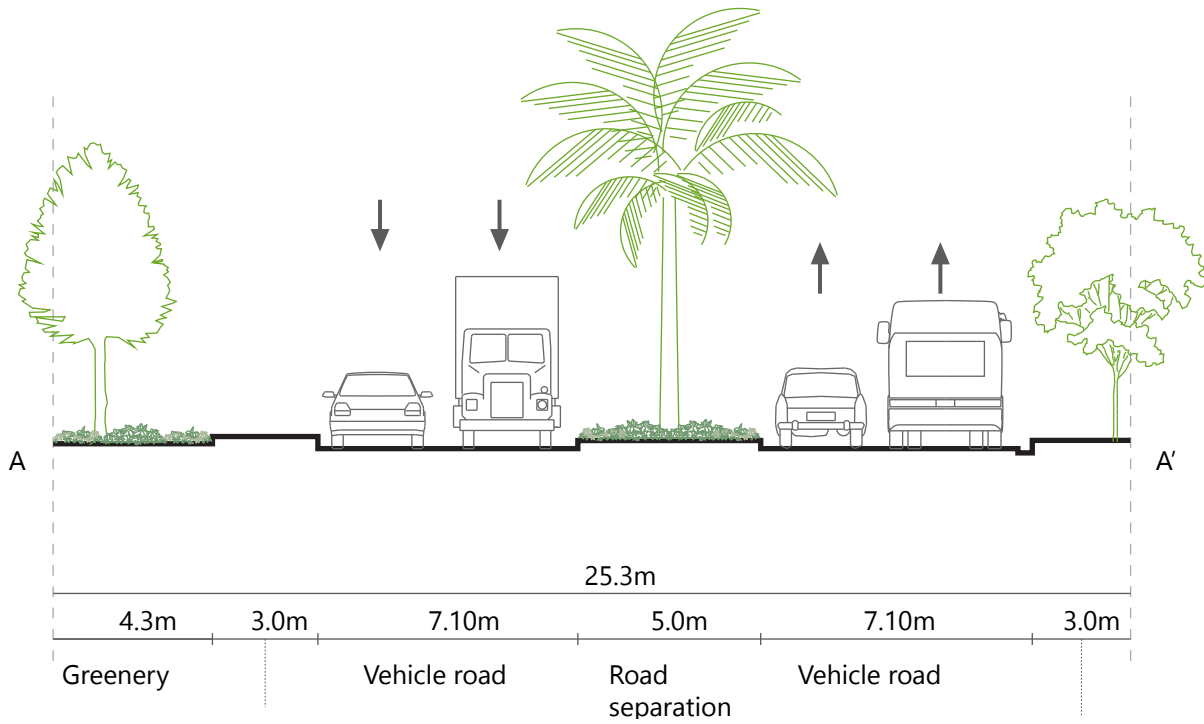 A
A'
25.3m
4.3m
3.0m
7.10m
5.0m
7.10m
3.0m
Greenery
Vehicle road
Road
separation
Vehicle road